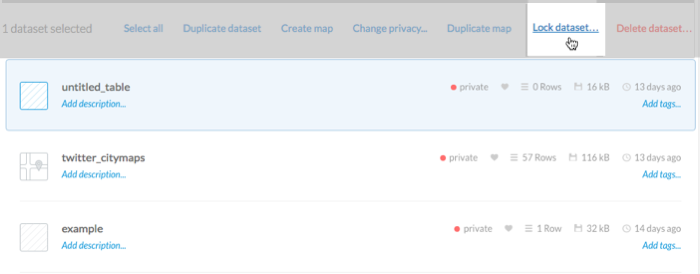 1 dataset selected Select all Duplicate dataset Create map Change privacy... Duplicate map Lock dataset... Delete dataset...
untitled_table private 0 Rows 16 kB 13 days ago
Add description... Add tags...
twitter_citymaps private 57 Rows 116 kB 13 days ago
Add description... Add tags...
example private 1 Row 32 kB 14 days ago
Add description... Add tags...